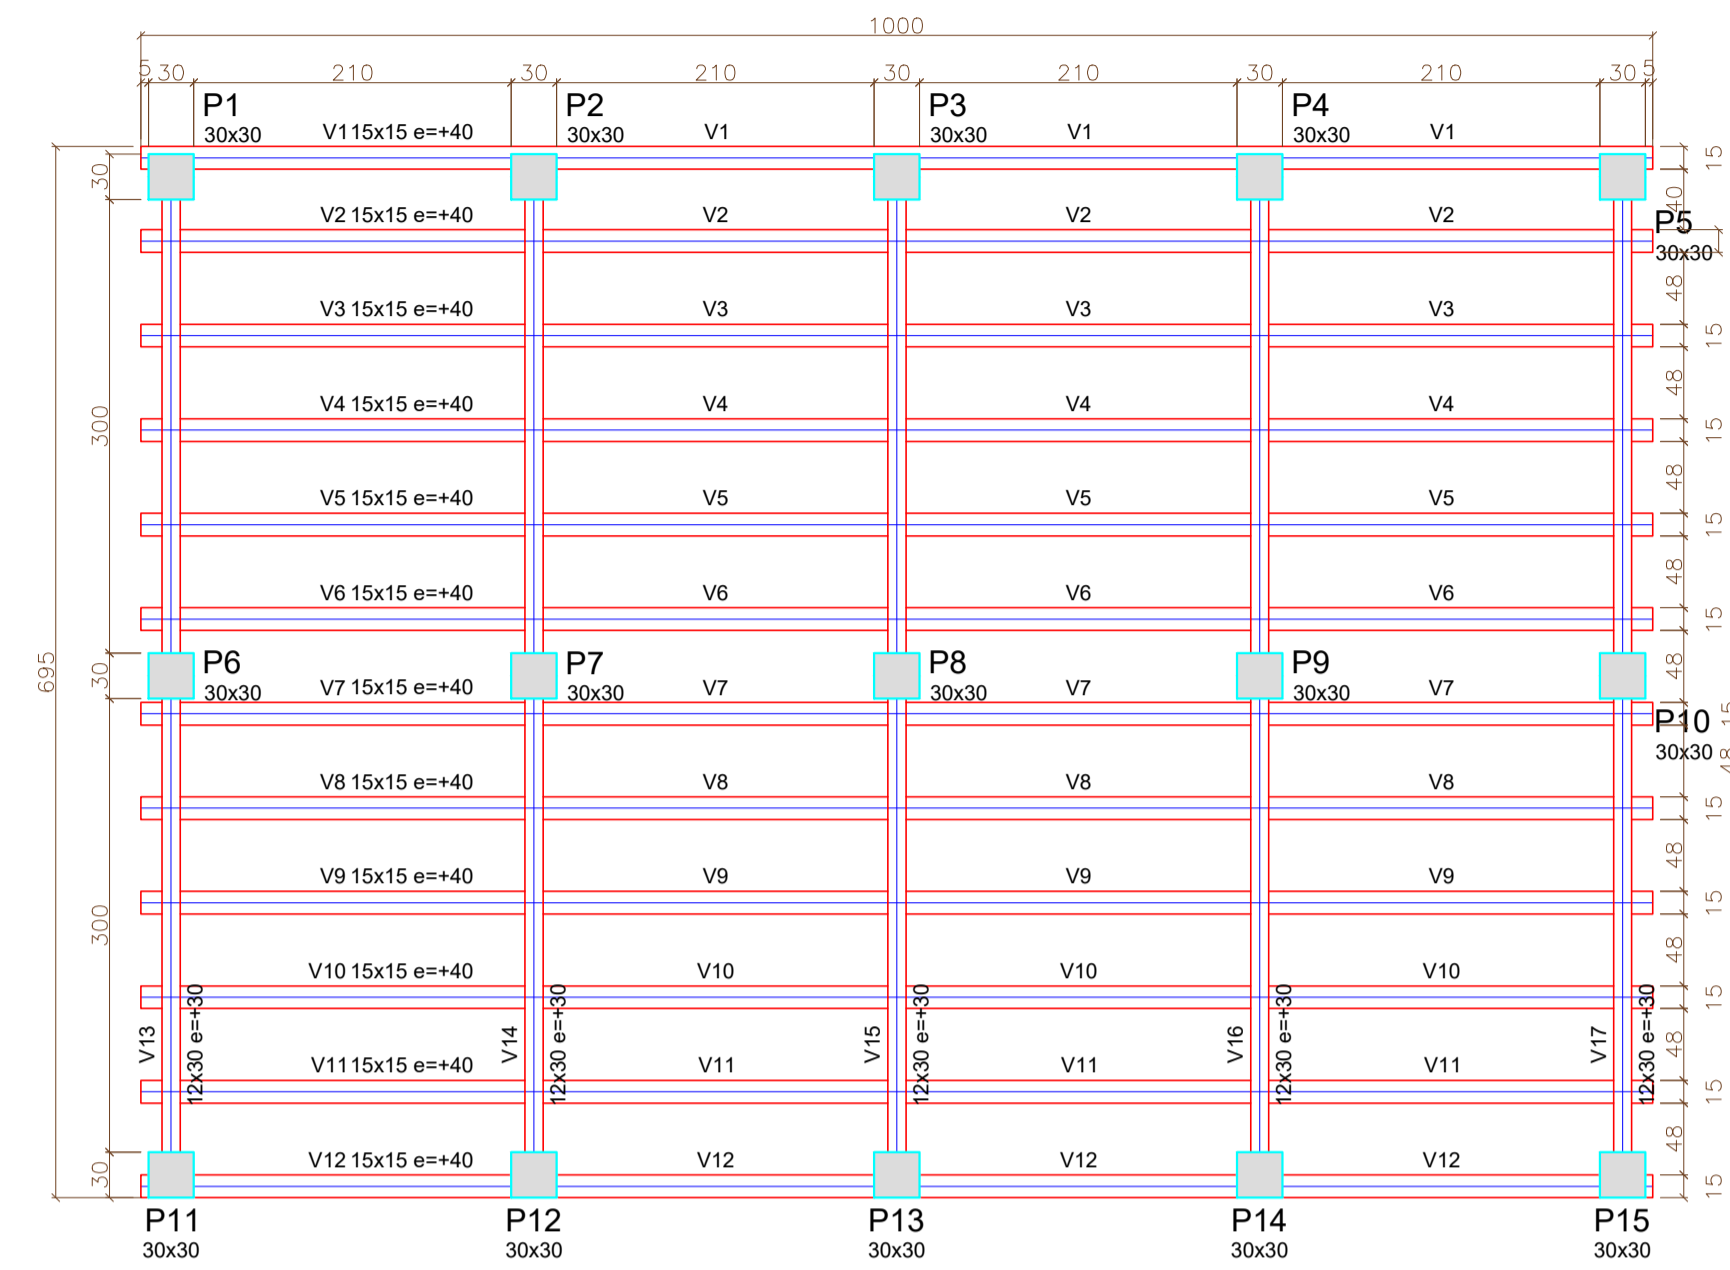 1000
5 30 210 30 210 30 210 30 210 30 5
P1 P2 P3 P4
30x30 30x30 30x30 30x30
V1 15x15 e=+40 V1 V1 V1
15
30
40
V2 15x15 e=+40 V2 V2 V2
P5
30x30
48
V3 15x15 e=+40 V3 V3 V3
15
48
V4 15x15 e=+40 V4 V4 V4
300
15
48
V5 15x15 e=+40 V5 V5 V5
15
48
V6 15x15 e=+40 V6 V6 V6
15
695
30
48
P6 P7 P8 P9
30x30 30x30 30x30 30x30
V7 15x15 e=+40 V7 V7 V7
15
P10
30x30
48
V8 15x15 e=+40 V8 V8 V8
15
48
V9 15x15 e=+40 V9 V9 V9
15
300
48
V10 15x15 e=+40 V10 V10 V10
15
V13 12x30 e=+30
V14 12x30 e=+30
V15 12x30 e=+30
V16 12x30 e=+30
V17 12x30 e=+30
48
V11 15x15 e=+40 V11 V11 V11
15
48
V12 15x15 e=+40 V12 V12 V12
30
15
P11 P12 P13 P14 P15
30x30 30x30 30x30 30x30 30x30